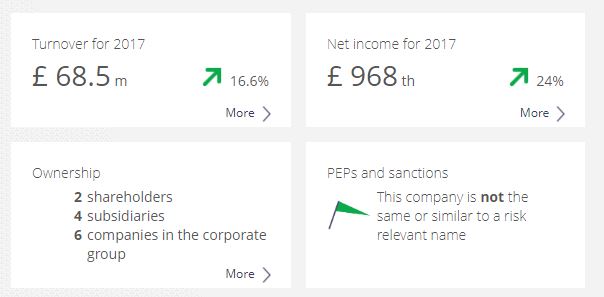 Turnover for 2017
£ 68.5 m
16.6%
More
Net income for 2017
£ 968 th
24%
More
Ownership
2 shareholders
4 subsidiaries
6 companies in the corporate
group
More
PEPs and sanctions
This company is not the
same or similar to a risk
relevant name